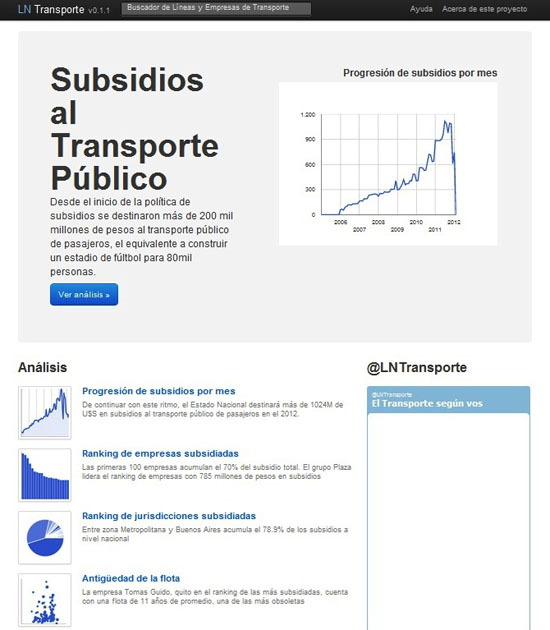 LN Transporte v0.1.1
Buscador de Líneas y Empresas de Transporte
Ayuda
Acerca de este proyecto
Subsidios
al
Transporte
Público
Desde el inicio de la política de
subsidios se destinaron más de 200 mil
millones de pesos al transporte público
de pasajeros, el equivalente a construir
un estadio de fúltbol para 80mil
personas.
Ver análisis »
Progresión de subsidios por mes
1.200
900
600
300
0
2006
2008
2010
2012
2007
2009
2011
Análisis
Progresión de subsidios por mes
De continuar con este ritmo, el Estado Nacional destinará más de 1024M de
U$S en subsidios al transporte público de pasajeros en el 2012.
Ranking de empresas subsidiadas
Las primeras 100 empresas acumulan el 70% del subsidio total. El grupo Plaza
lidera el ranking de empresas con 785 millones de pesos en subsidios
Ranking de jurisdicciones subsidiadas
Entre zona Metropolitana y Buenos Aires acumula el 78.9% de los subsidios a
nivel nacional
Antigüedad de la flota
La empresa Tomas Guido, quito en el ranking de las más subsidiadas, cuenta
con una flota de 11 años de promedio, una de las más obsoletas
@LNTransporte
@LNTransporte
El Transporte según vos